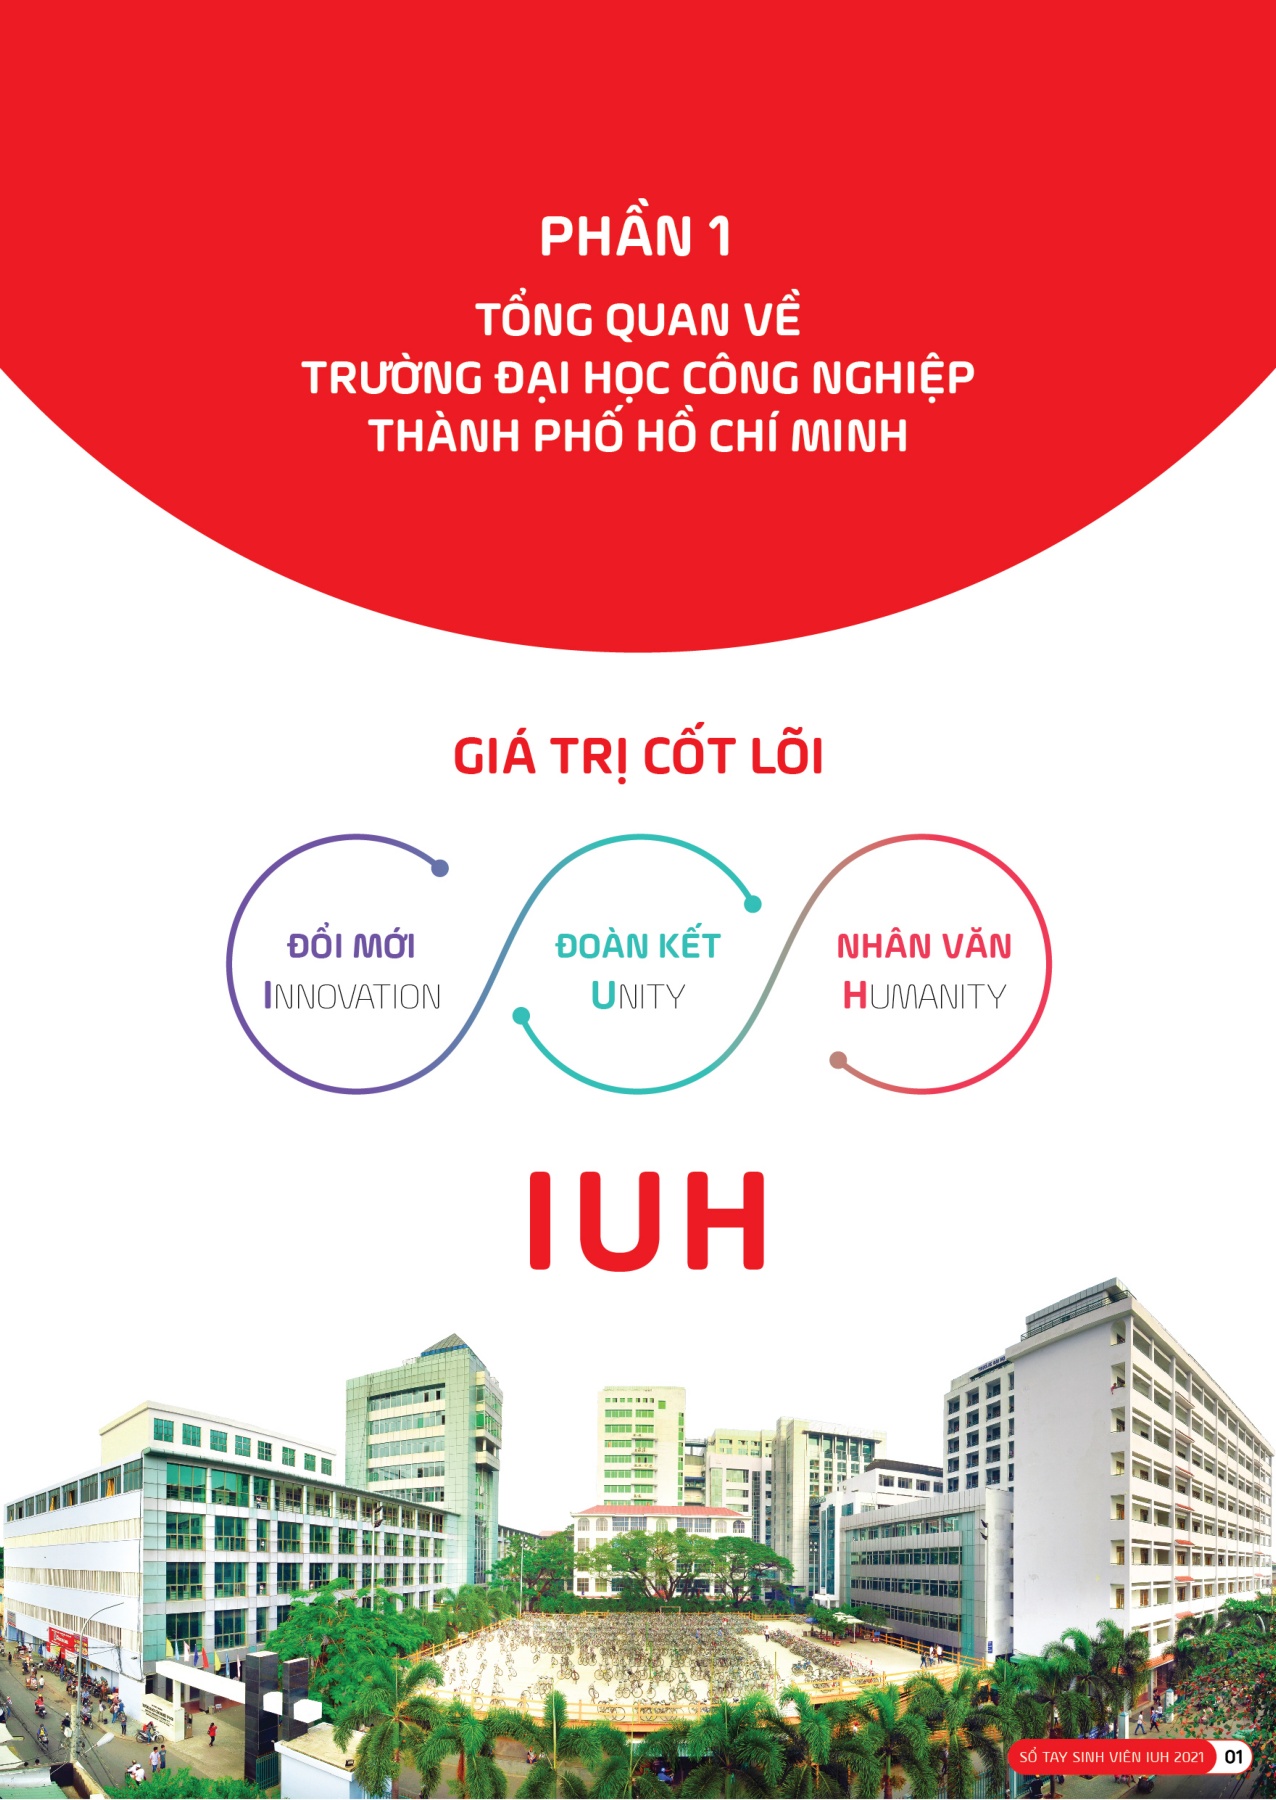 PHẦN 1
TỔNG QUAN VỀ
TRƯỜNG ĐẠI HỌC CÔNG NGHIỆP
THÀNH PHỐ HỒ CHÍ MINH
GIÁ TRỊ CỐT LÕI
ĐỔI MỚI
INNOVATION
ĐOÀN KẾT
UNITY
NHÂN VĂN
HUMANITY
IUH
SỔ TAY SINH VIÊN IUH 2021 01